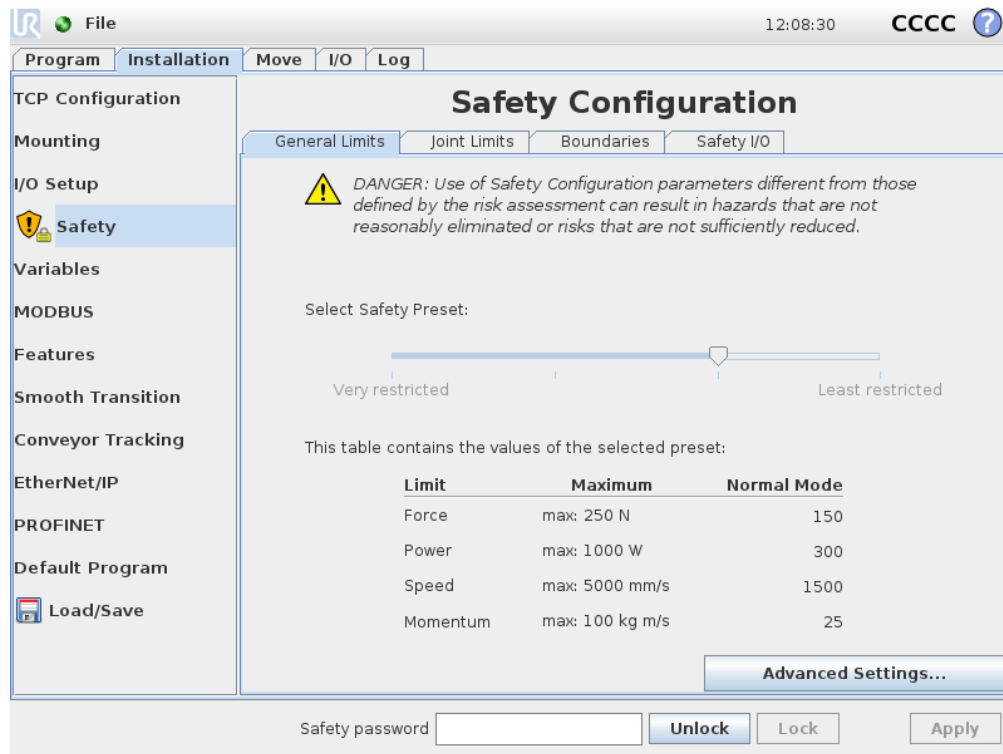 UR File 12:08:30 CCCC ?
Program Installation Move I/O Log
TCP Configuration
Mounting
I/O Setup
Safety
Variables
MODBUS
Features
Smooth Transition
Conveyor Tracking
EtherNet/IP
PROFINET
Default Program
Load/Save
Safety Configuration
General Limits Joint Limits Boundaries Safety I/O
DANGER: Use of Safety Configuration parameters different from those
defined by the risk assessment can result in hazards that are not
reasonably eliminated or risks that are not sufficiently reduced.
Select Safety Preset:
Very restricted Least restricted
This table contains the values of the selected preset:
Limit Maximum Normal Mode
Force max: 250 N 150
Power max: 1000 W 300
Speed max: 5000 mm/s 1500
Momentum max: 100 kg m/s 25
Advanced Settings...
Safety password Unlock Lock Apply